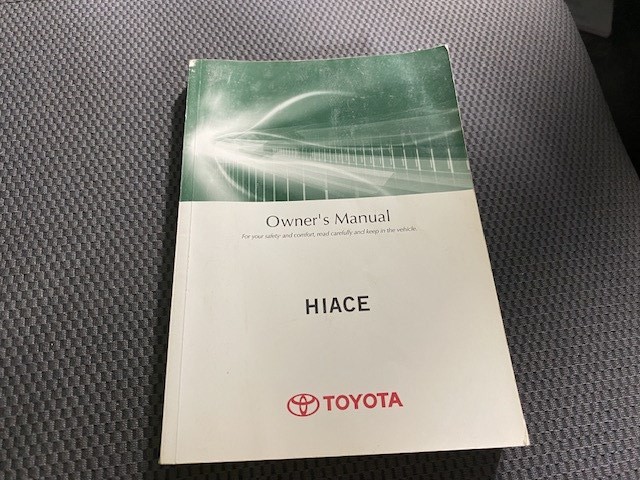 Owner's Manual
For your safety and comfort, read carefully and keep in the vehicle.
HIACE
TOYOTA